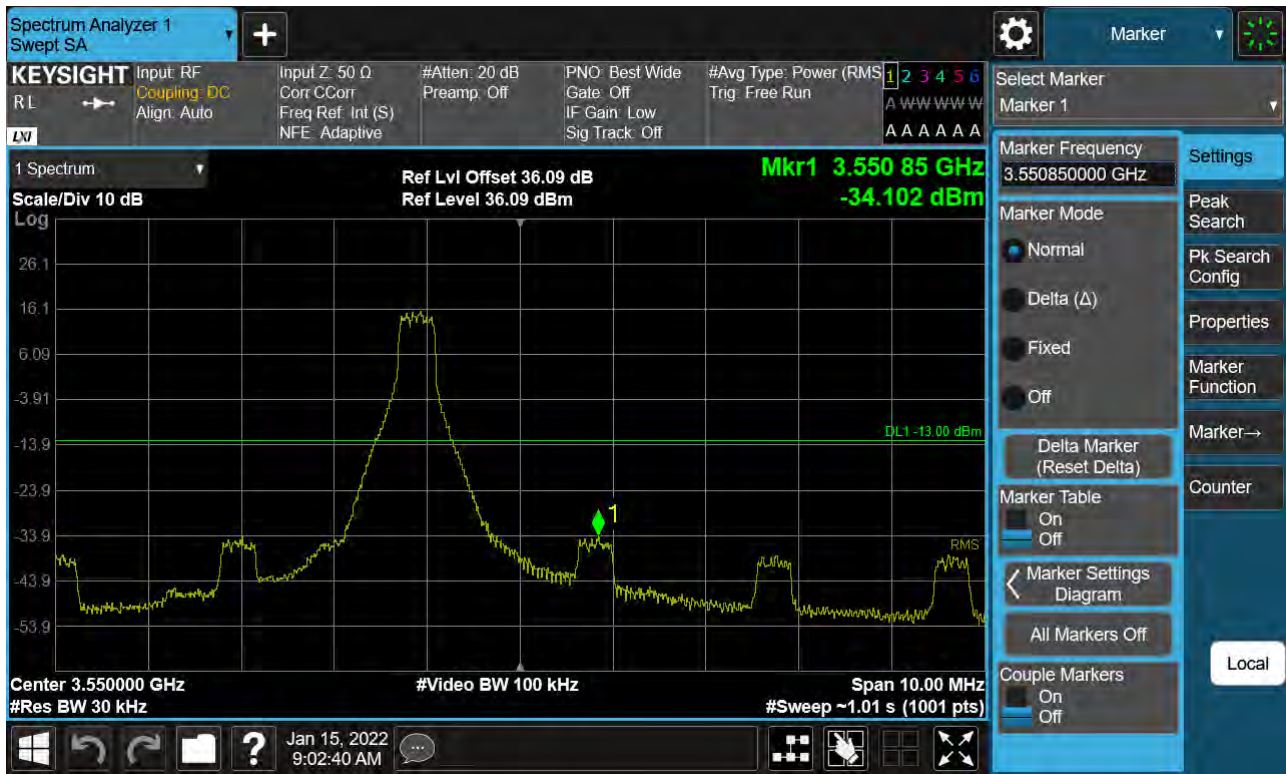 Spectrum Analyzer 1
Swept SA
Marker
KEYSIGHT
RL
LXI
Input: RF
Coupling: DC
Align: Auto
Input Z: 50 Ω
Corr CCorr
Freq Ref: Int (S)
NFE: Adaptive
#Atten: 20 dB
Preamp: Off
PNO: Best Wide
Gate: Off
IF Gain: Low
Sig Track: Off
#Avg Type: Power (RMS
Trig: Free Run
1 2 3 4 5 6
A W W W W W
A A A A A A
Select Marker
Marker 1
1 Spectrum
Scale/Div 10 dB
Log
Ref Lvl Offset 36.09 dB
Ref Level 36.09 dBm
Mkr1 3.550 85 GHz
-34.102 dBm
26.1
16.1
6.09
-3.91
-13.9
-23.9
-33.9
-43.9
-53.9
DL1 -13.00 dBm
1
RMS
Center 3.550000 GHz
#Res BW 30 kHz
#Video BW 100 kHz
Span 10.00 MHz
#Sweep ~1.01 s (1001 pts)
Marker Frequency
3.550850000 GHz
Marker Mode
Normal
Delta (Δ)
Fixed
Off
Delta Marker
(Reset Delta)
Marker Table
On
Off
Marker Settings
Diagram
All Markers Off
Couple Markers
On
Off
Settings
Peak
Search
Pk Search
Config
Properties
Marker
Function
Marker→
Counter
Local
?
Jan 15, 2022
9:02:40 AM